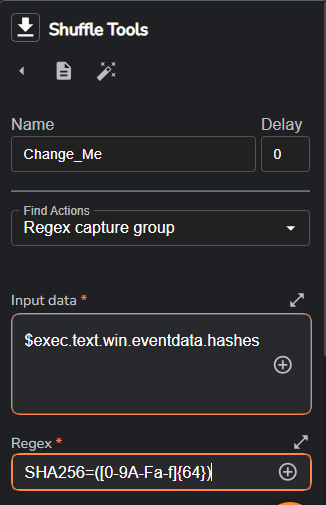 Shuffle Tools
Name
Delay
Change_Me
0
Find Actions
Regex capture group
Input data *
$exec.text.win.eventdata.hashes
Regex *
SHA256=([0-9A-Fa-f]{64})